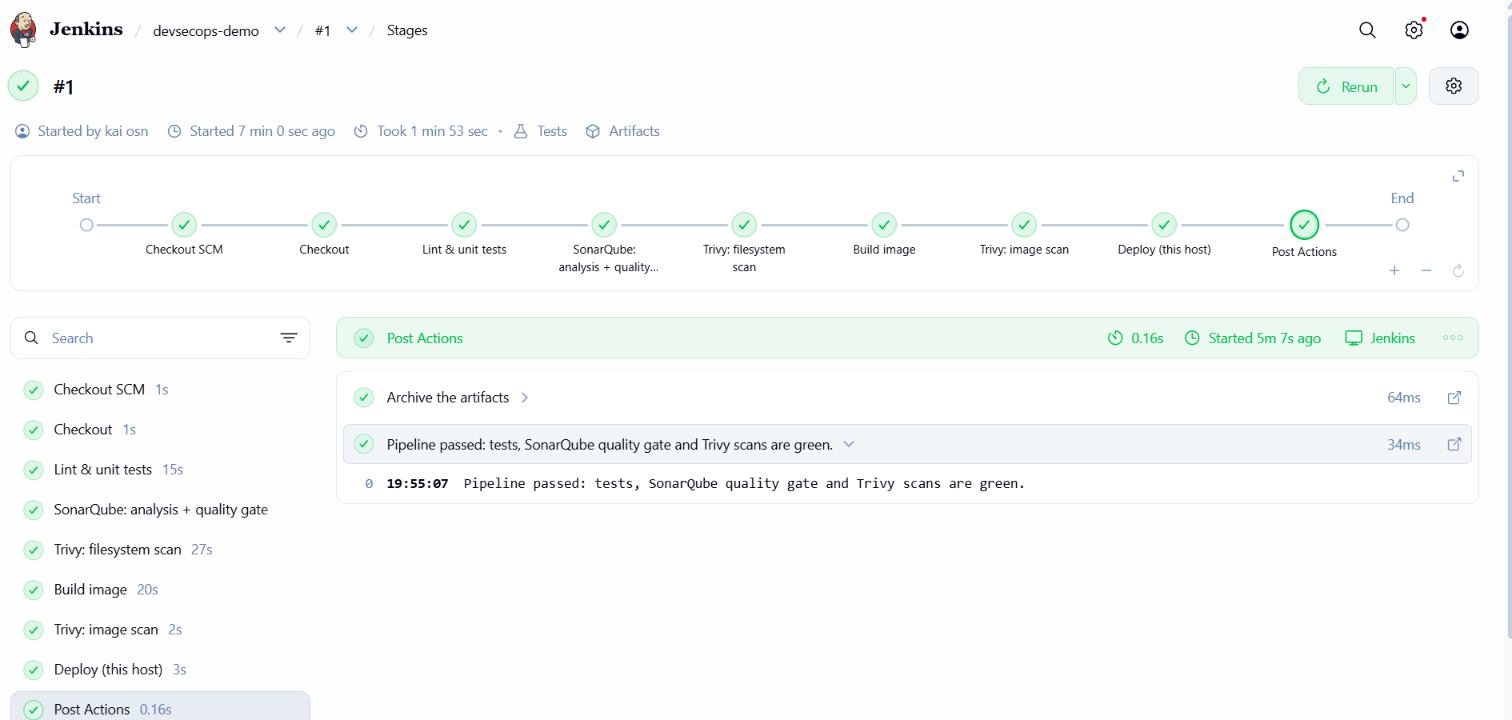 Jenkins / devsecops-demo / #1 / Stages
#1
Rerun
Started by kai osn Started 7 min 0 sec ago Took 1 min 53 sec • Tests Artifacts
Start
End
Checkout SCM
Checkout
Lint & unit tests
SonarQube: analysis + quality...
Trivy: filesystem scan
Build image
Trivy: image scan
Deploy (this host)
Post Actions
Search
Checkout SCM 1s
Checkout 1s
Lint & unit tests 15s
SonarQube: analysis + quality gate
Trivy: filesystem scan 27s
Build image 20s
Trivy: image scan 2s
Deploy (this host) 3s
Post Actions 0.16s
Post Actions 0.16s Started 5m 7s ago Jenkins
Archive the artifacts 64ms
Pipeline passed: tests, SonarQube quality gate and Trivy scans are green. 34ms
0 19:55:07 Pipeline passed: tests, SonarQube quality gate and Trivy scans are green.